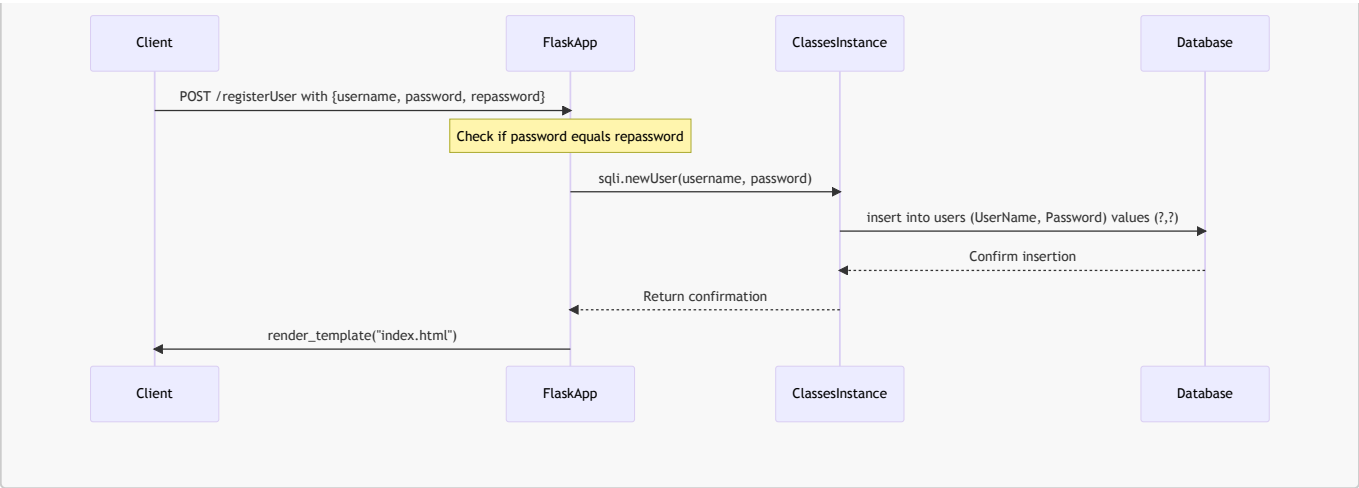 Client
FlaskApp
ClassesInstance
Database
POST /registerUser with {username, password, repassword}
Check if password equals repassword
sqli.newUser(username, password)
insert into users (UserName, Password) values (?,?)
Confirm insertion
Return confirmation
render_template("index.html")
Client
FlaskApp
ClassesInstance
Database